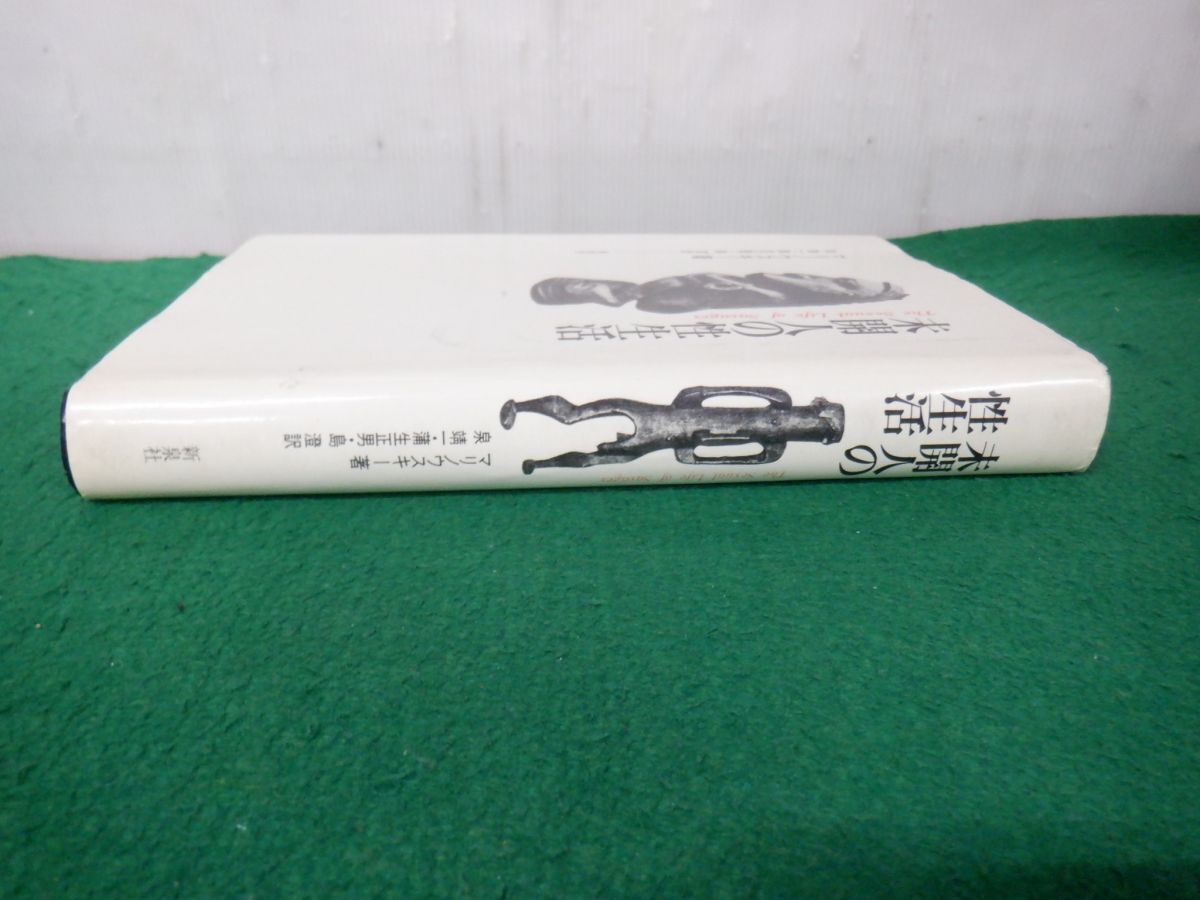 未開人の
性生活
The Sexual Life of Savages
マリノウスキー著
泉靖一・蒲生正男・島澄訳
新泉社
未開人の性生活
The Sexual Life of Savages